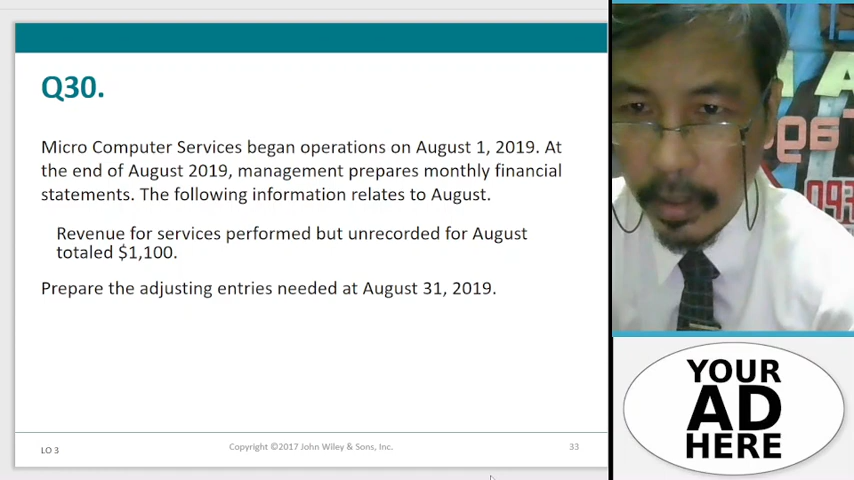 Q30.
Micro Computer Services began operations on August 1, 2019. At
the end of August 2019, management prepares monthly financial
statements. The following information relates to August.
Revenue for services performed but unrecorded for August
totaled $1,100.
Prepare the adjusting entries needed at August 31, 2019.
LO 3
Copyright ©2017 John Wiley & Sons, Inc.
33
YOUR
AD
HERE